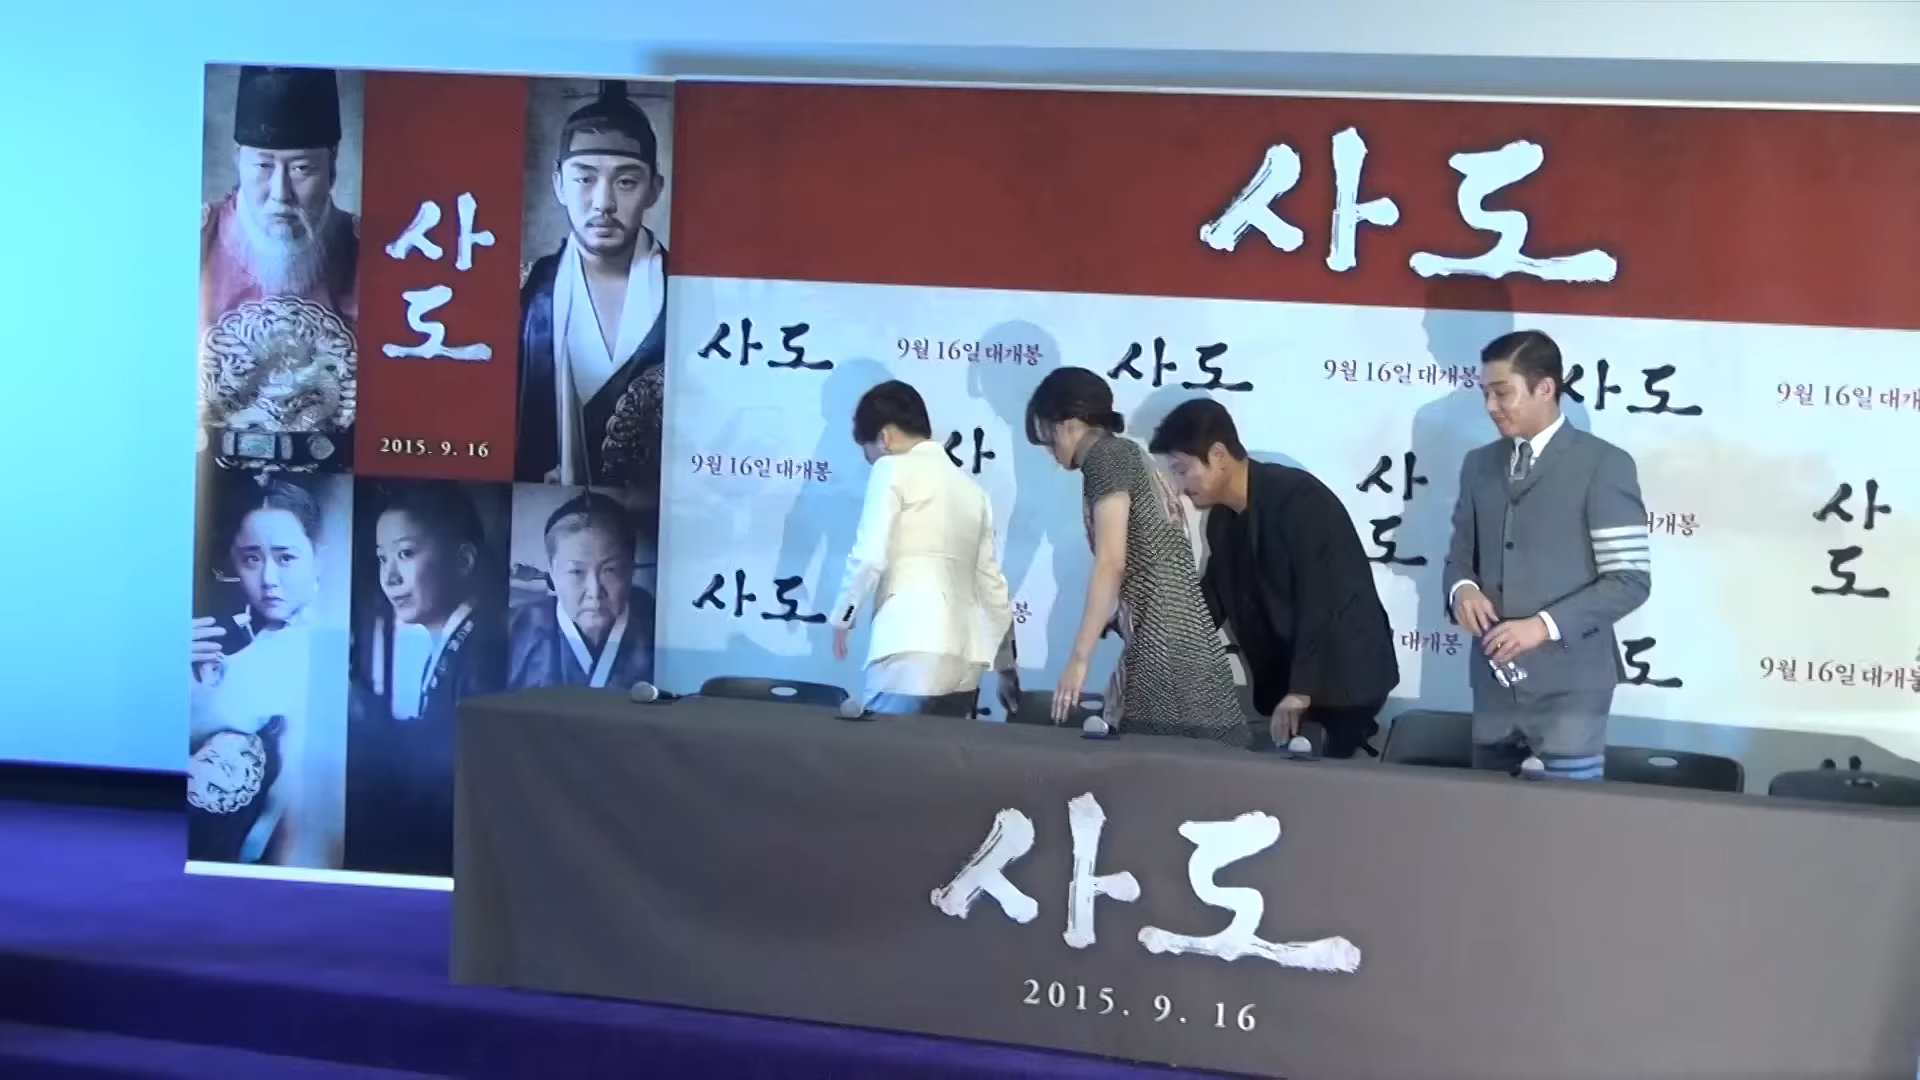 사도
사
도
2015. 9. 16
사도
9월 16일 대개봉
사도
9월 16일 대개봉
사도
9월 16일 대개
9월 16일 대개봉
사
사
도
개봉
사
도
사도
봉
대개봉
도
9월 16일 대개봉
사도
2015. 9. 16